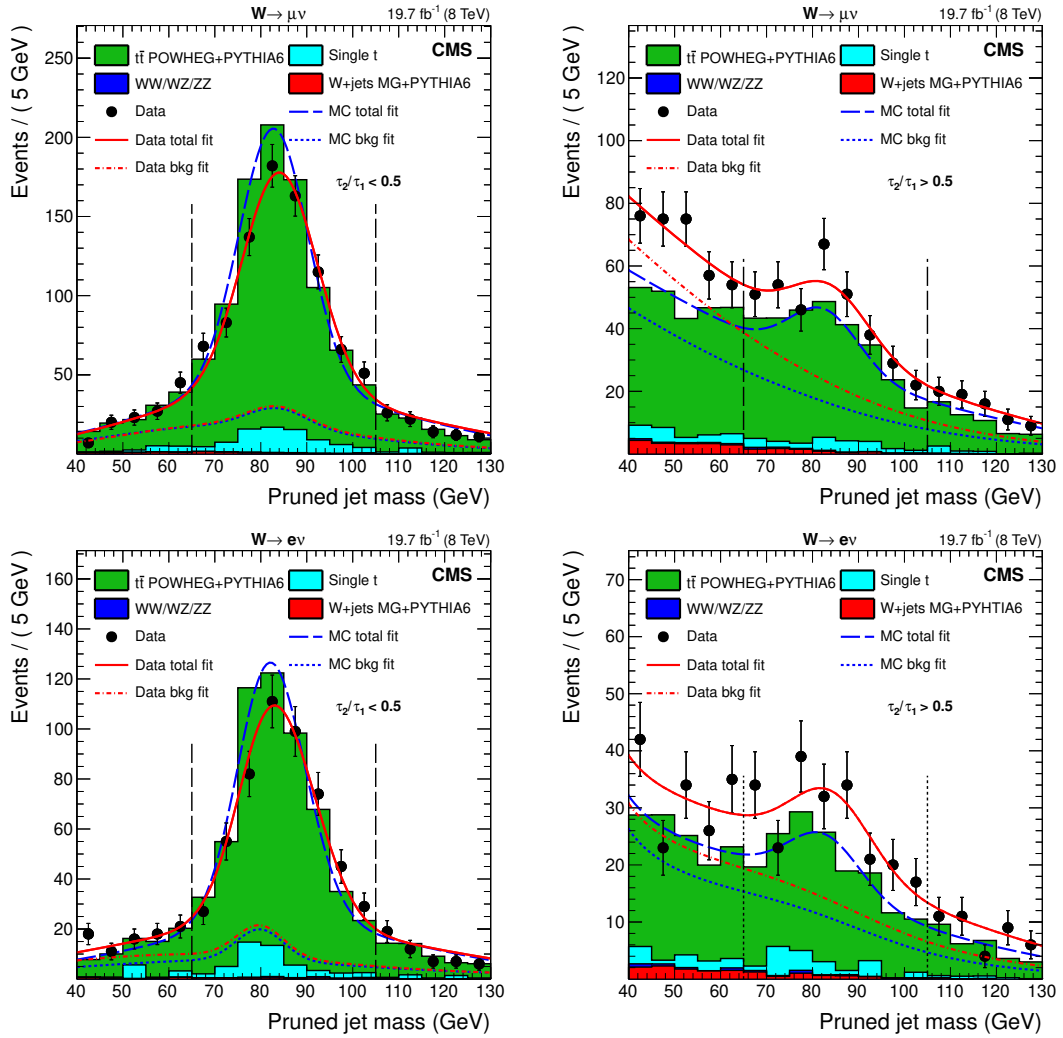 W→ μν 19.7 fb⁻¹ (8 TeV)
CMS
tt̄ POWHEG+PYTHIA6 Single t
WW/WZ/ZZ W+jets MG+PYTHIA6
Data MC total fit
Data total fit MC bkg fit
Data bkg fit
τ₂/τ₁ < 0.5
Events / ( 5 GeV )
250
200
150
100
50
40 50 60 70 80 90 100 110 120 130
Pruned jet mass (GeV)
W→ μν 19.7 fb⁻¹ (8 TeV)
CMS
tt̄ POWHEG+PYTHIA6 Single t
WW/WZ/ZZ W+jets MG+PYTHIA6
Data MC total fit
Data total fit MC bkg fit
Data bkg fit
τ₂/τ₁ > 0.5
Events / ( 5 GeV )
120
100
80
60
40
20
40 50 60 70 80 90 100 110 120 130
Pruned jet mass (GeV)
W→ eν 19.7 fb⁻¹ (8 TeV)
CMS
tt̄ POWHEG+PYTHIA6 Single t
WW/WZ/ZZ W+jets MG+PYTHIA6
Data MC total fit
Data total fit MC bkg fit
Data bkg fit
τ₂/τ₁ < 0.5
Events / ( 5 GeV )
160
140
120
100
80
60
40
20
40 50 60 70 80 90 100 110 120 130
Pruned jet mass (GeV)
W→ eν 19.7 fb⁻¹ (8 TeV)
CMS
tt̄ POWHEG+PYTHIA6 Single t
WW/WZ/ZZ W+jets MG+PYHTIA6
Data MC total fit
Data total fit MC bkg fit
Data bkg fit
τ₂/τ₁ > 0.5
Events / ( 5 GeV )
70
60
50
40
30
20
10
40 50 60 70 80 90 100 110 120 130
Pruned jet mass (GeV)